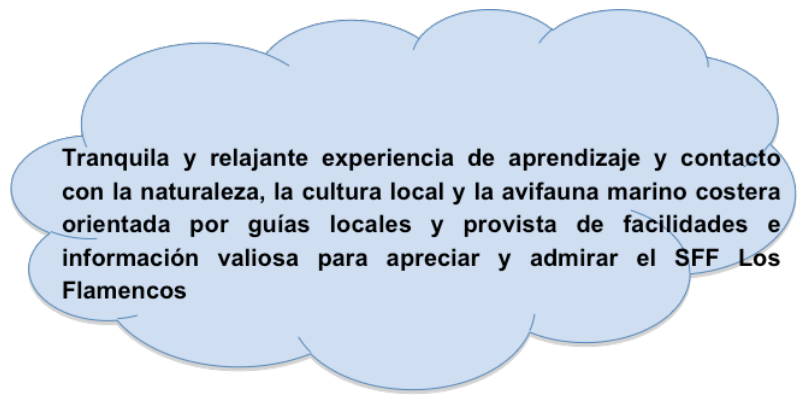 Tranquila y relajante experiencia de aprendizaje y contacto
con la naturaleza, la cultura local y la avifauna marino costera
orientada por guías locales y provista de facilidades e
información valiosa para apreciar y admirar el SFF Los
Flamencos